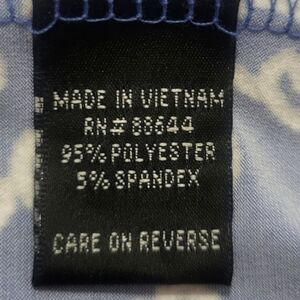 MADE IN VIETNAM
RN# 88644
95% POLYESTER
5% SPANDEX
CARE ON REVERSE